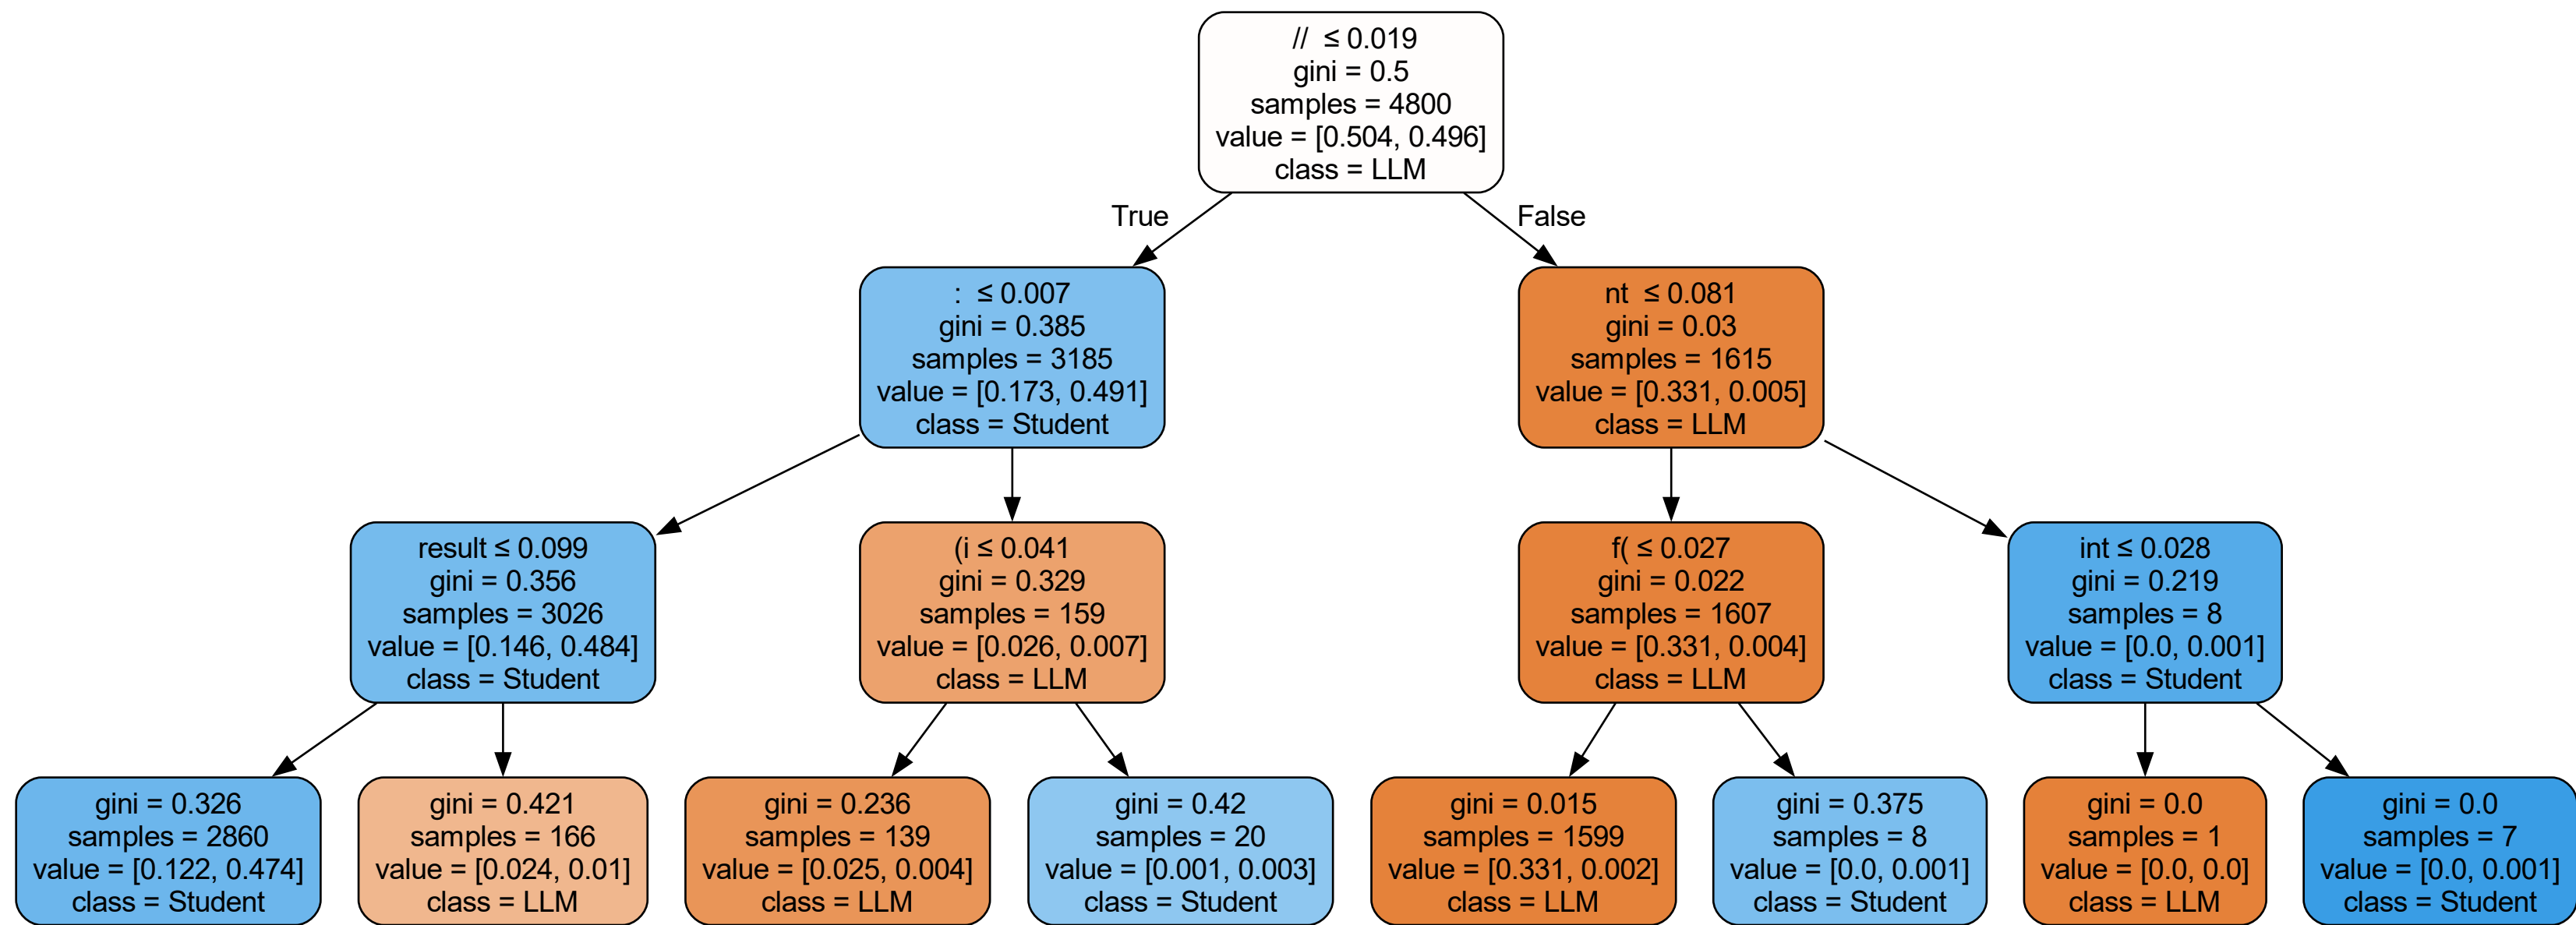 //  ≤ 0.019
gini = 0.5
samples = 4800
value = [0.504, 0.496]
class = LLM
True
False
:  ≤ 0.007
gini = 0.385
samples = 3185
value = [0.173, 0.491]
class = Student
nt  ≤ 0.081
gini = 0.03
samples = 1615
value = [0.331, 0.005]
class = LLM
result ≤ 0.099
gini = 0.356
samples = 3026
value = [0.146, 0.484]
class = Student
(i ≤ 0.041
gini = 0.329
samples = 159
value = [0.026, 0.007]
class = LLM
f( ≤ 0.027
gini = 0.022
samples = 1607
value = [0.331, 0.004]
class = LLM
int ≤ 0.028
gini = 0.219
samples = 8
value = [0.0, 0.001]
class = Student
gini = 0.326
samples = 2860
value = [0.122, 0.474]
class = Student
gini = 0.421
samples = 166
value = [0.024, 0.01]
class = LLM
gini = 0.236
samples = 139
value = [0.025, 0.004]
class = LLM
gini = 0.42
samples = 20
value = [0.001, 0.003]
class = Student
gini = 0.015
samples = 1599
value = [0.331, 0.002]
class = LLM
gini = 0.375
samples = 8
value = [0.0, 0.001]
class = Student
gini = 0.0
samples = 1
value = [0.0, 0.0]
class = LLM
gini = 0.0
samples = 7
value = [0.0, 0.001]
class = Student